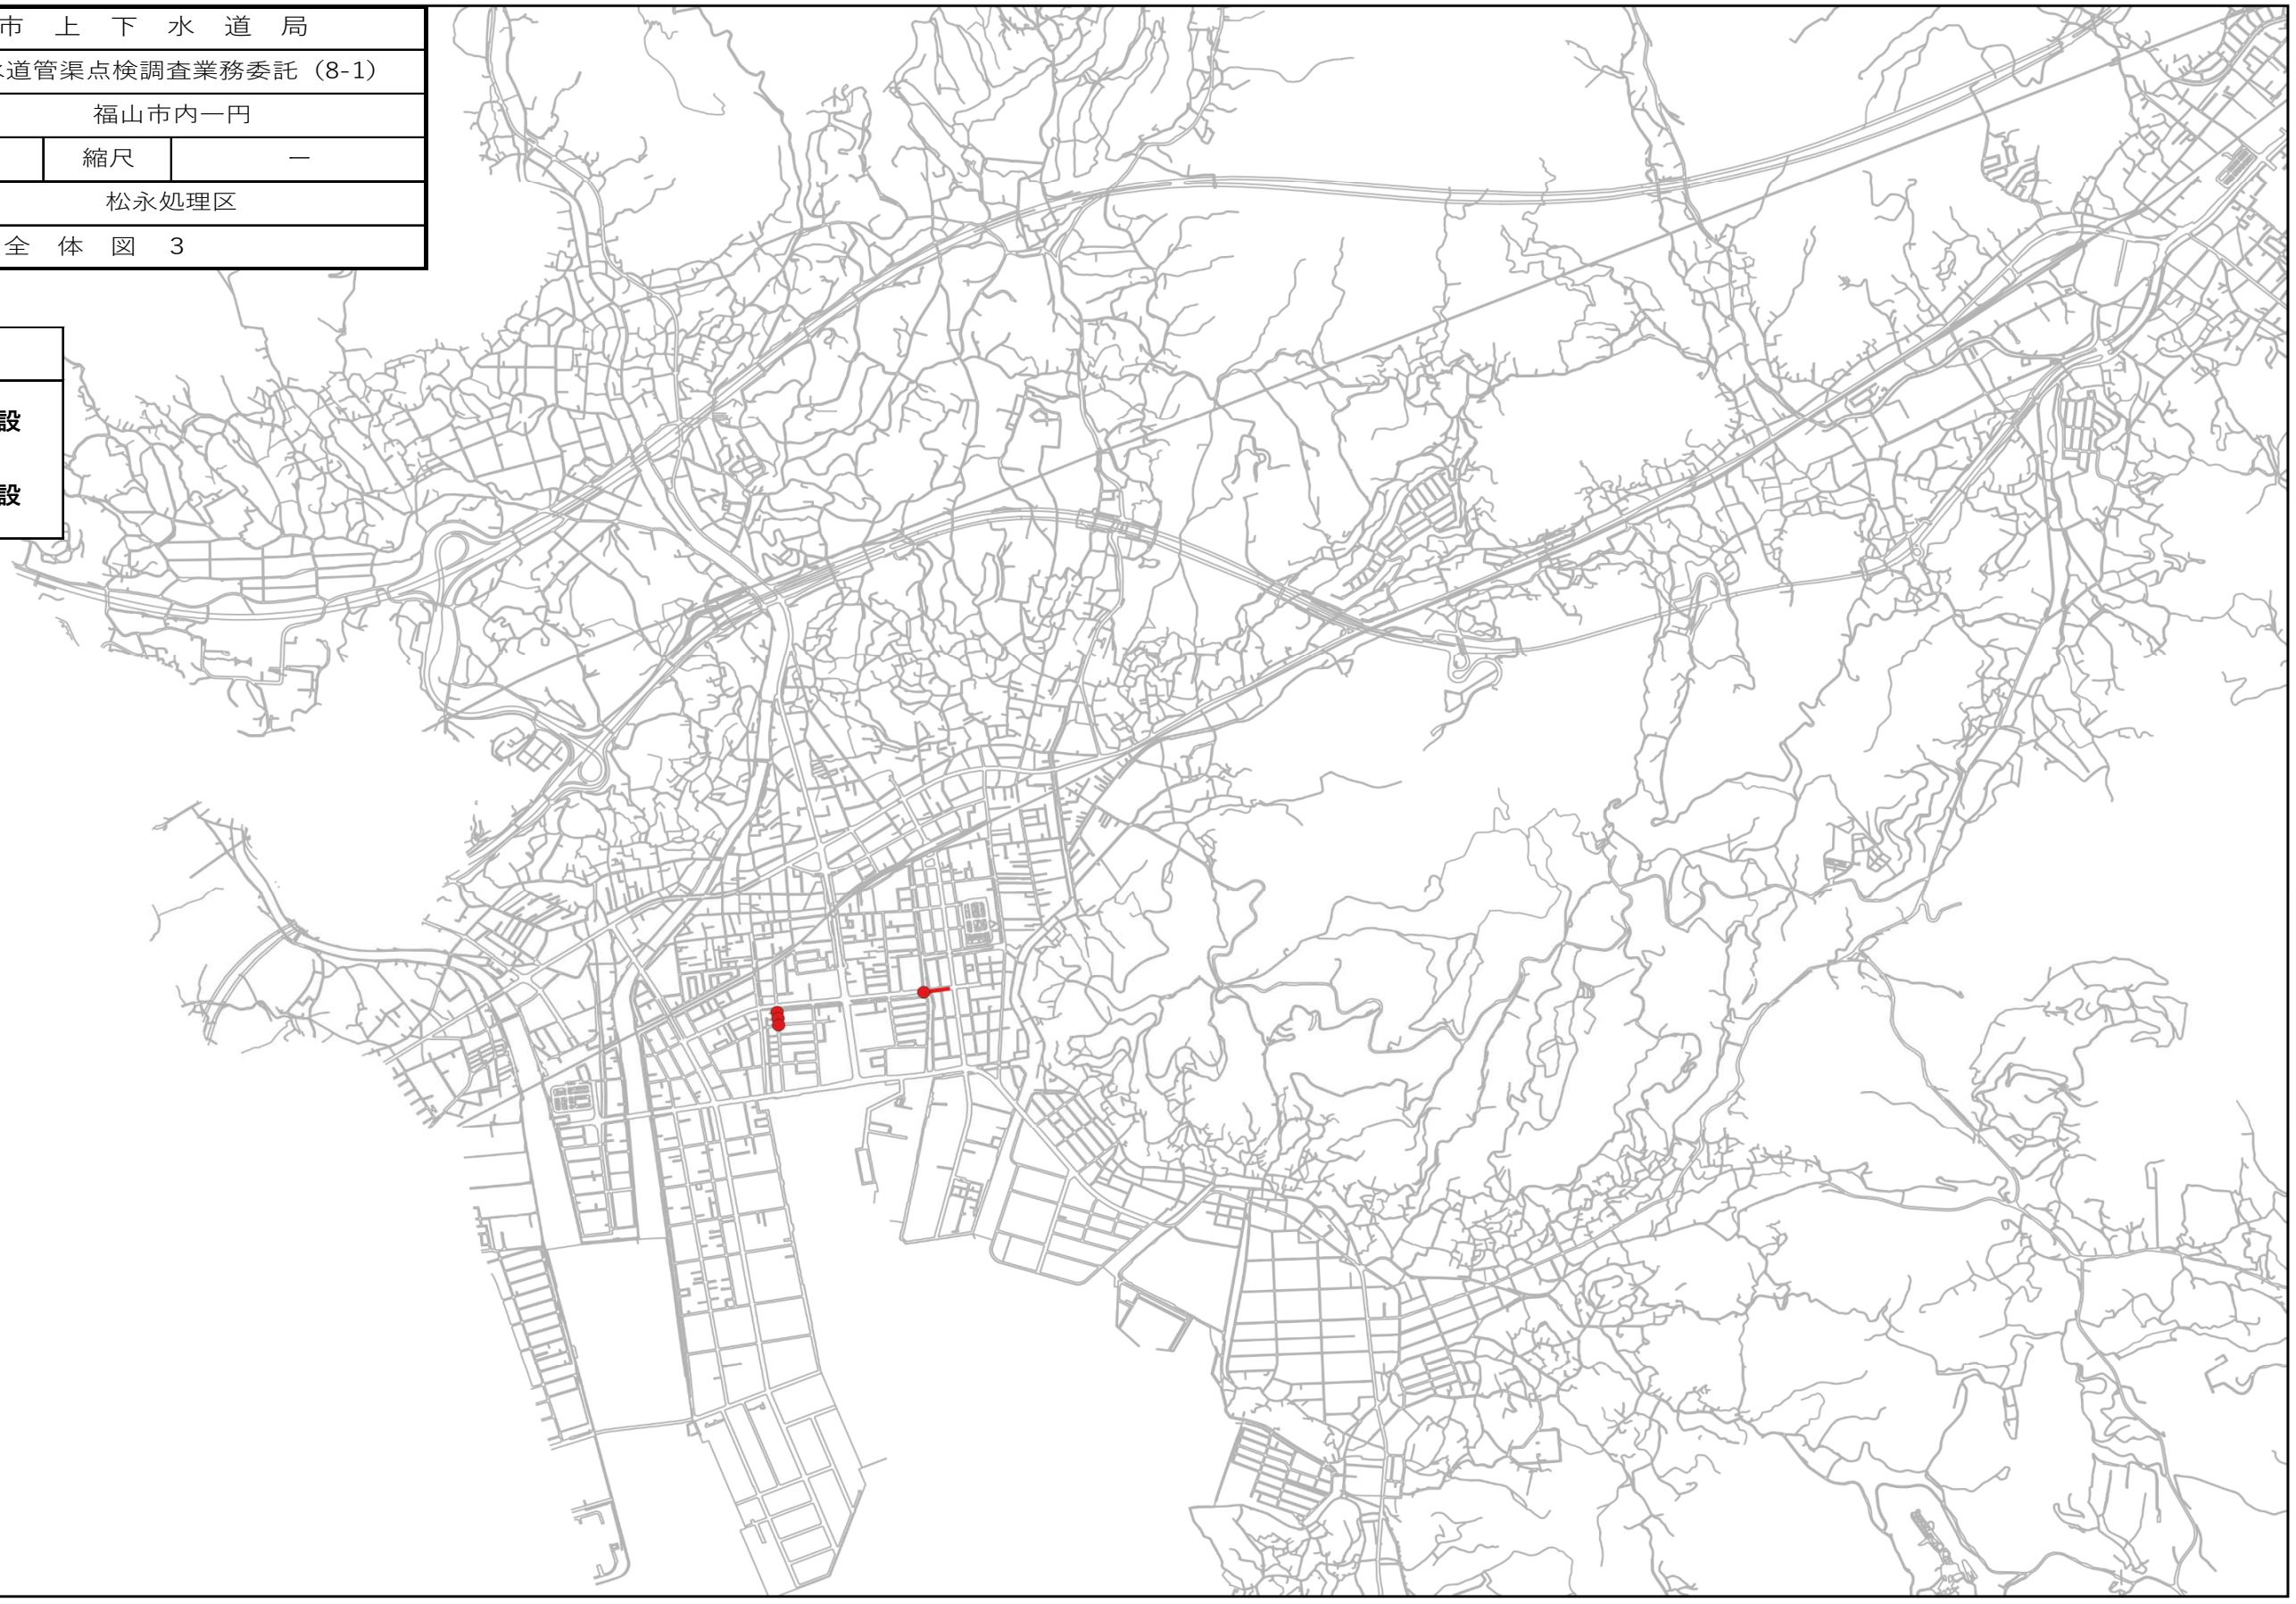 市上下水道局
水道管渠点検調査業務委託（8-1）
福山市内一円
縮尺 ―
松永処理区
全体図 3
設
設